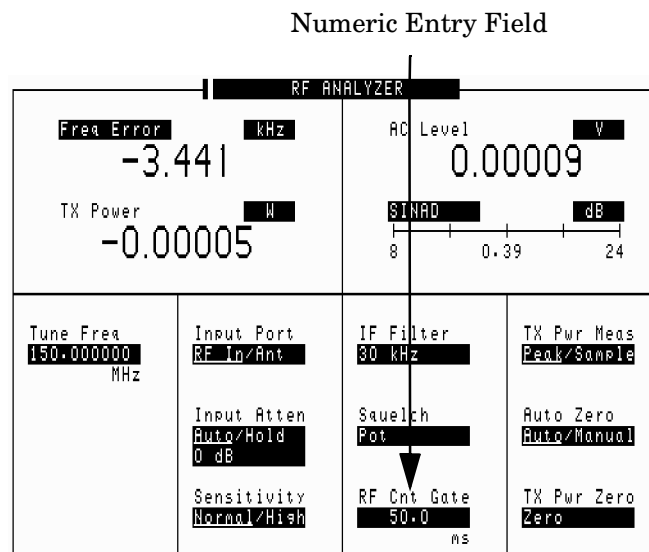 Numeric Entry Field
RF ANALYZER
Freq Error kHz
-3.441
AC Level V
0.00009
TX Power W
-0.00005
SINAD dB
8 0.39 24
Tune Freq
150.000000
MHz
Input Port
RF In/Ant
Input Atten
Auto/Hold
0 dB
Sensitivity
Normal/High
IF Filter
30 kHz
Squelch
Pot
RF Cnt Gate
50.0
ms
TX Pwr Meas
Peak/Sample
Auto Zero
Auto/Manual
TX Pwr Zero
Zero